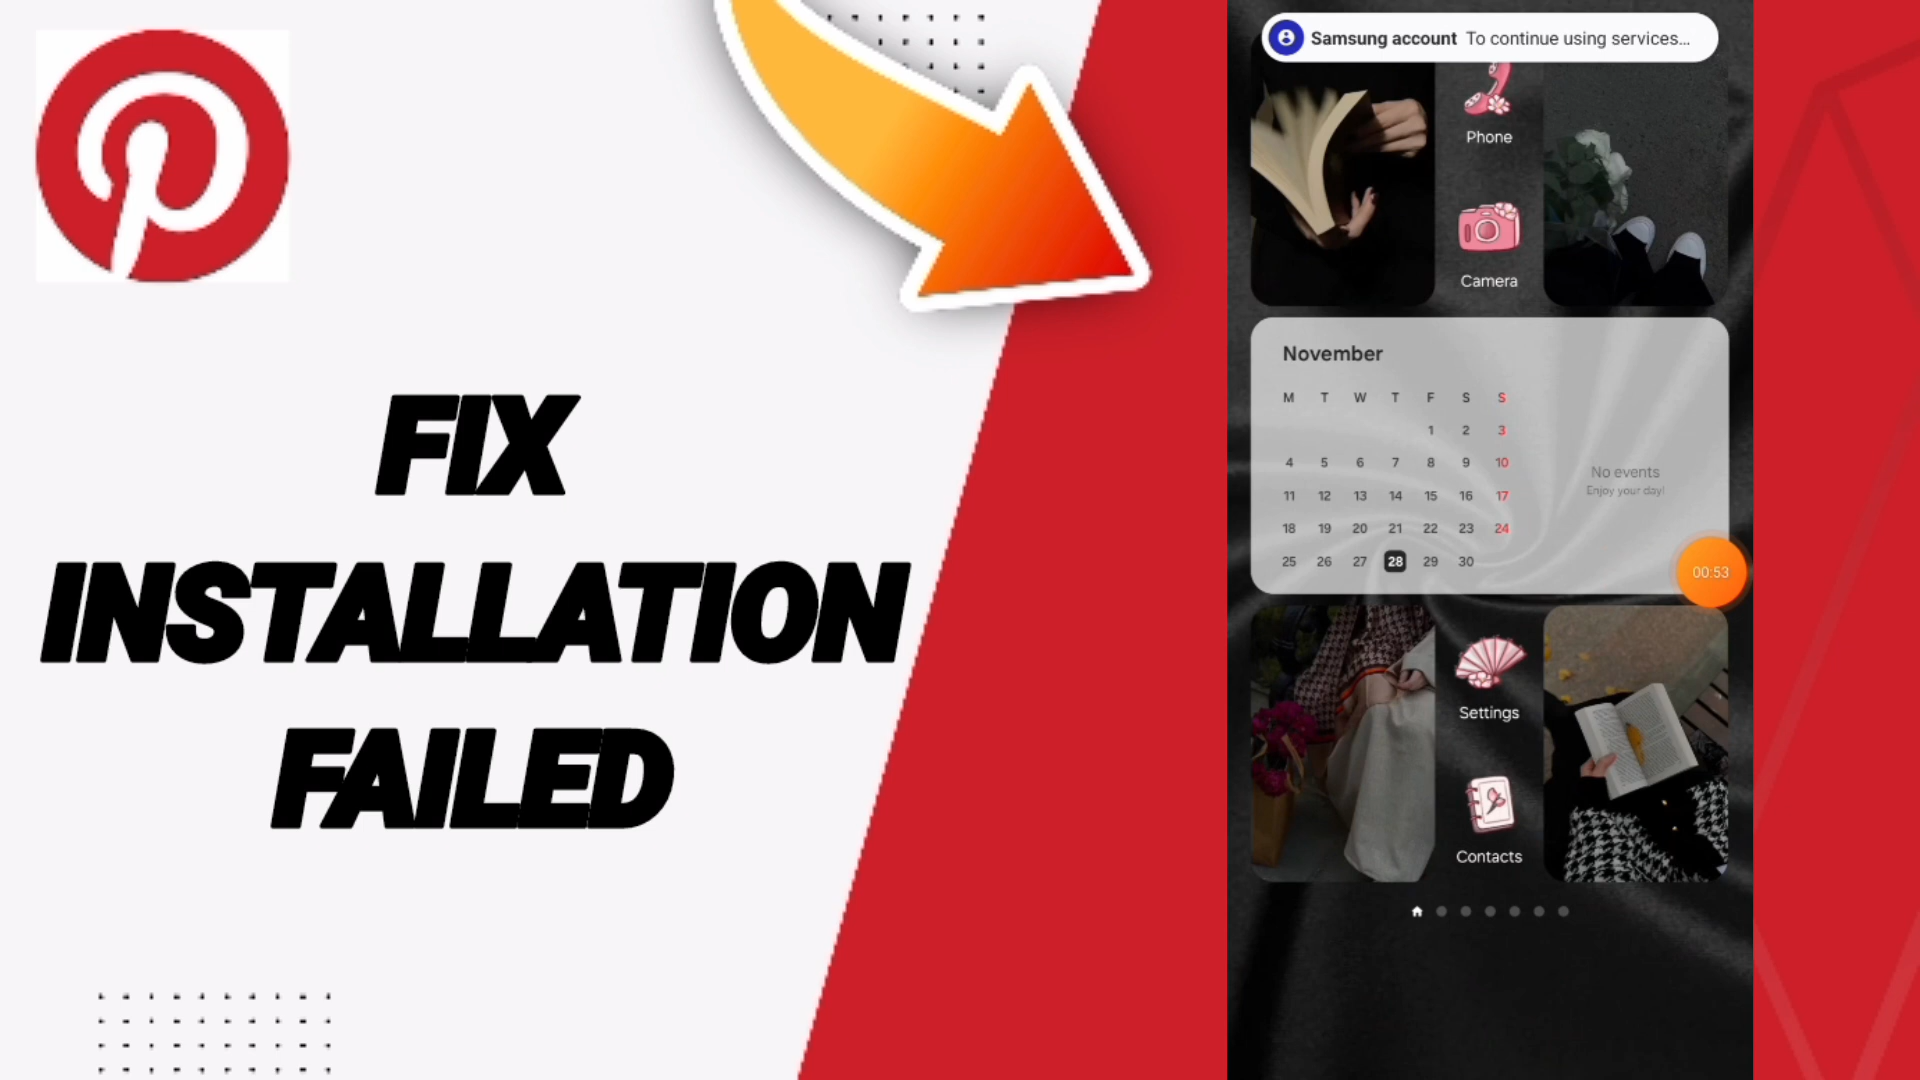 FIX
INSTALLATION
FAILED
Samsung account To continue using services...
Phone
Camera
November
M T W T F S S
1 2 3
4 5 6 7 8 9 10
11 12 13 14 15 16 17
18 19 20 21 22 23 24
25 26 27 28 29 30
No events
Enjoy your day!
00:53
Settings
Contacts